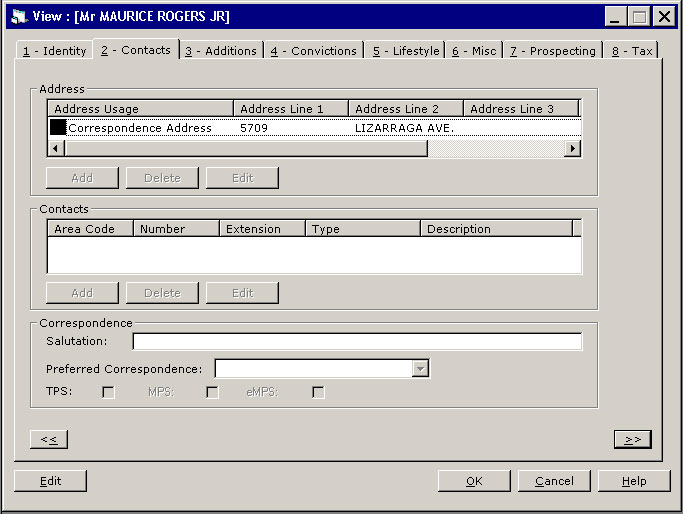 View : [Mr MAURICE ROGERS JR]
1 - Identity 2 - Contacts 3 - Additions 4 - Convictions 5 - Lifestyle 6 - Misc 7 - Prospecting 8 - Tax
Address
Address Usage Address Line 1 Address Line 2 Address Line 3
Correspondence Address 5709 LIZARRAGA AVE.
Add Delete Edit
Contacts
Area Code Number Extension Type Description
Add Delete Edit
Correspondence
Salutation:
Preferred Correspondence:
TPS: MPS: eMPS:
<< >>
Edit OK Cancel Help